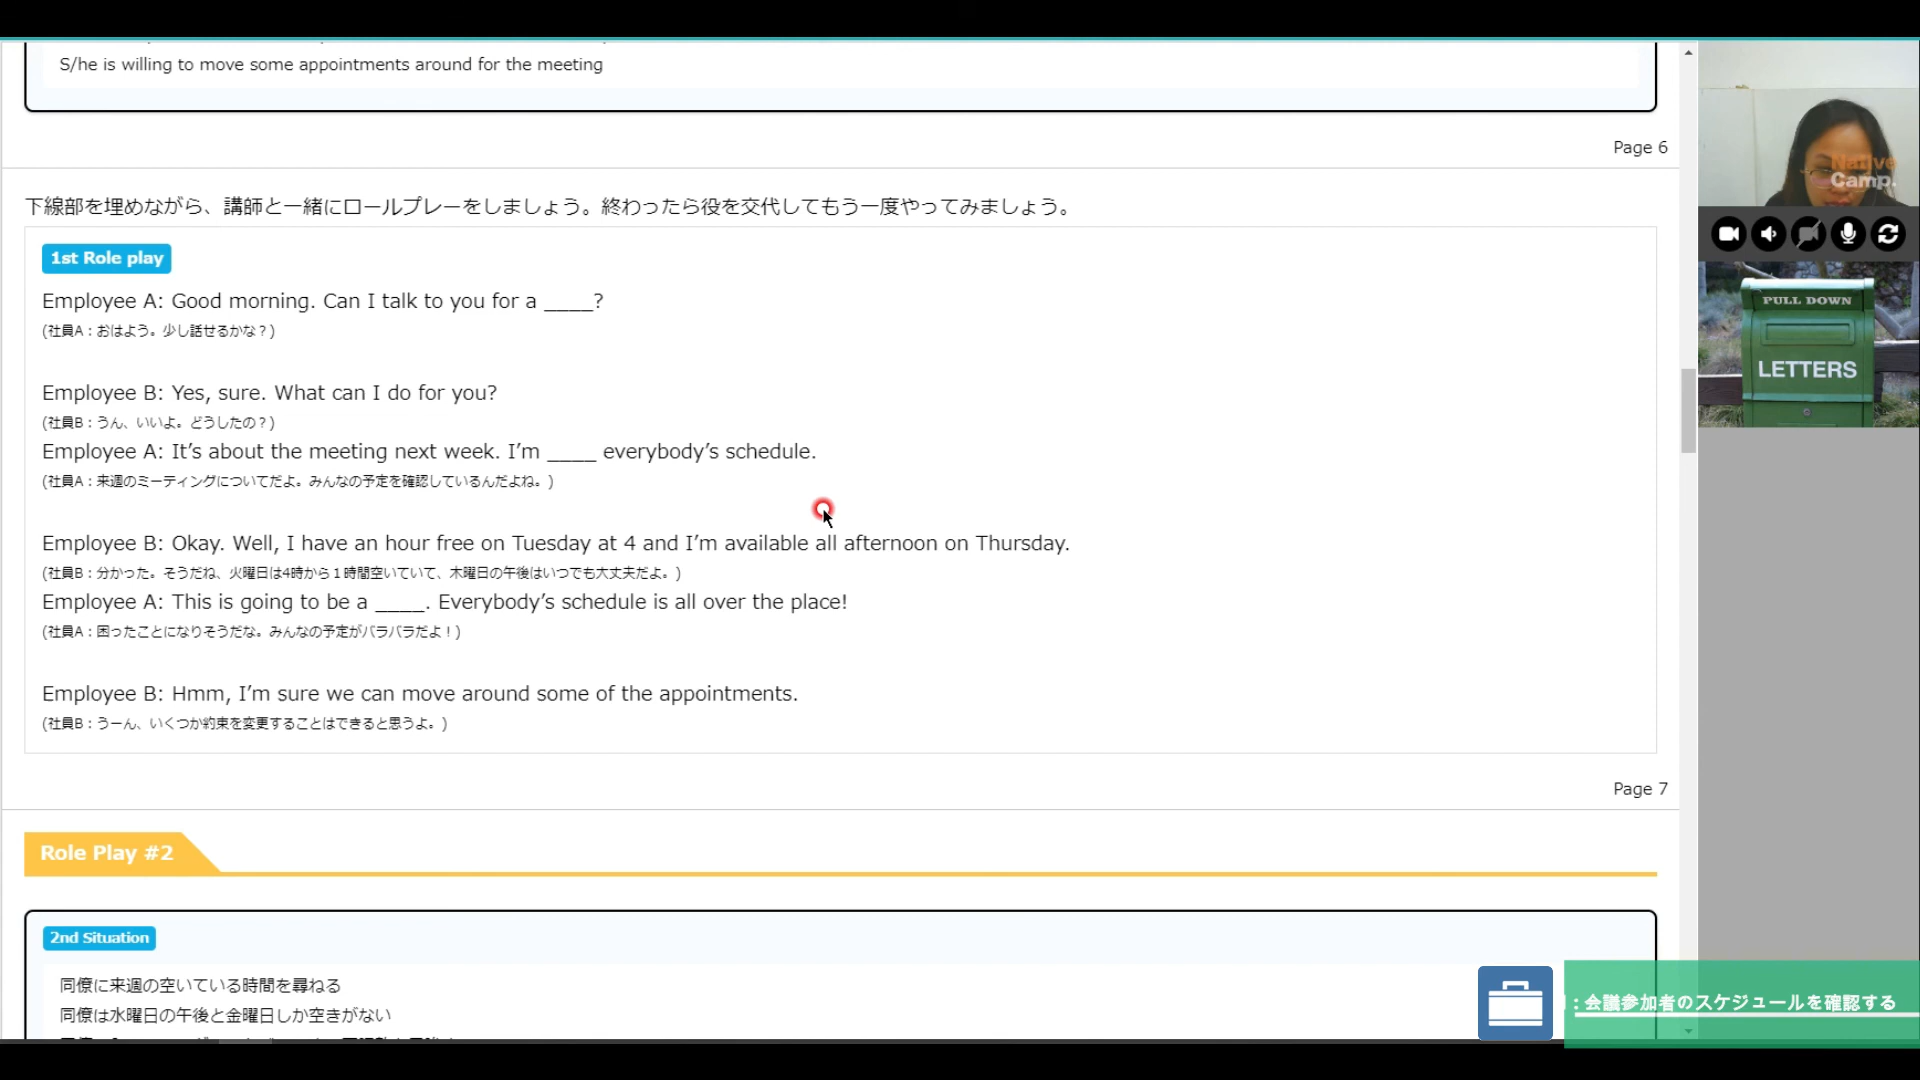 S/he is willing to move some appointments around for the meeting
Page 6
下線部を埋めながら、講師と一緒にロールプレーをしましょう。終わったら役を交代してもう一度やってみましょう。
1st Role play
Employee A: Good morning. Can I talk to you for a ____?
(社員A：おはよう。少し話せるかな？)
Employee B: Yes, sure. What can I do for you?
(社員B：うん、いいよ。どうしたの？)
Employee A: It’s about the meeting next week. I’m ____ everybody’s schedule.
(社員A：来週のミーティングについてだよ。みんなの予定を確認しているんだよね。)
Employee B: Okay. Well, I have an hour free on Tuesday at 4 and I’m available all afternoon on Thursday.
(社員B：分かった。そうだね、火曜日は4時から１時間空いていて、木曜日の午後はいつでも大丈夫だよ。)
Employee A: This is going to be a ____. Everybody’s schedule is all over the place!
(社員A：困ったことになりそうだな。みんなの予定がバラバラだよ！)
Employee B: Hmm, I’m sure we can move around some of the appointments.
(社員B：うーん、いくつか約束を変更することはできると思うよ。)
Page 7
Role Play #2
2nd Situation
同僚に来週の空いている時間を尋ねる
同僚は水曜日の午後と金曜日しか空きがない
Native
Camp.
PULL DOWN
LETTERS
：会議参加者のスケジュールを確認する